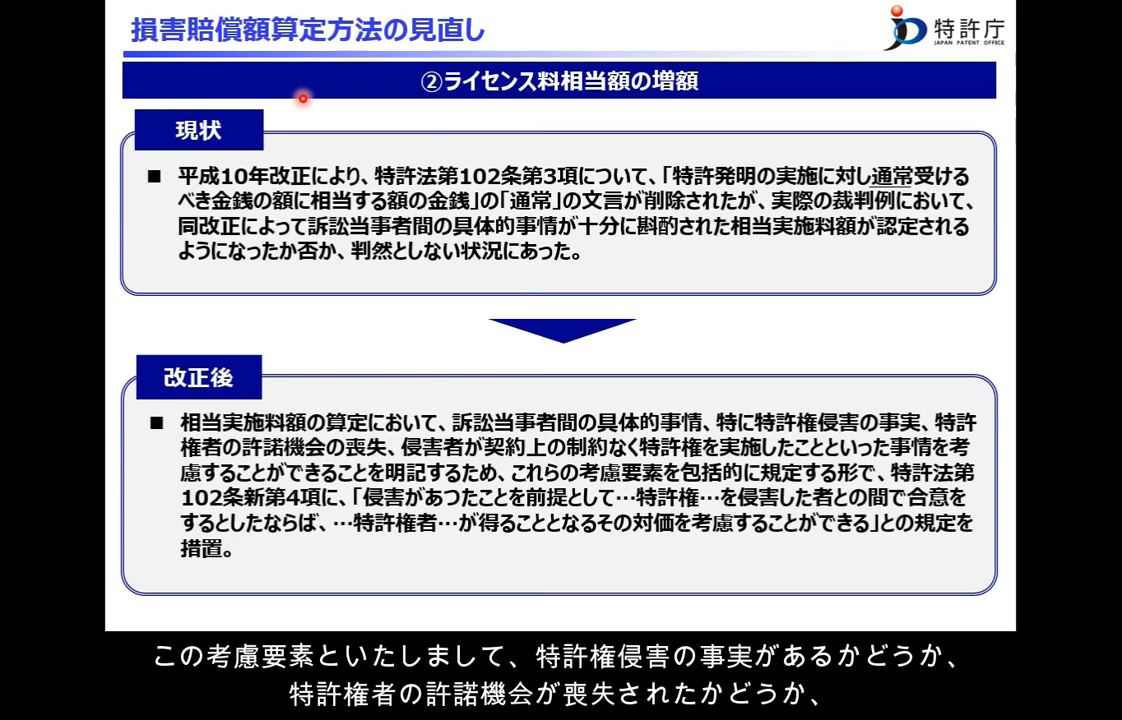 損害賠償額算定方法の見直し
特許庁
JAPAN PATENT OFFICE
②ライセンス料相当額の増額
現状
■ 平成10年改正により、特許法第102条第3項について、「特許発明の実施に対し通常受ける
べき金銭の額に相当する額の金銭」の「通常」の文言が削除されたが、実際の裁判例において、
同改正によって訴訟当事者間の具体的事情が十分に斟酌された相当実施料額が認定される
ようになったか否か、判然としない状況にあった。
改正後
■ 相当実施料額の算定において、訴訟当事者間の具体的事情、特に特許権侵害の事実、特許
権者の許諾機会の喪失、侵害者が契約上の制約なく特許権を実施したことといった事情を考
慮することができることを明記するため、これらの考慮要素を包括的に規定する形で、特許法第
102条新第4項に、「侵害があつたことを前提として…特許権…を侵害した者との間で合意を
するとしたならば、…特許権者…が得ることとなるその対価を考慮することができる」との規定を
措置。
この考慮要素といたしまして、特許権侵害の事実があるかどうか、
特許権者の許諾機会が喪失されたかどうか、